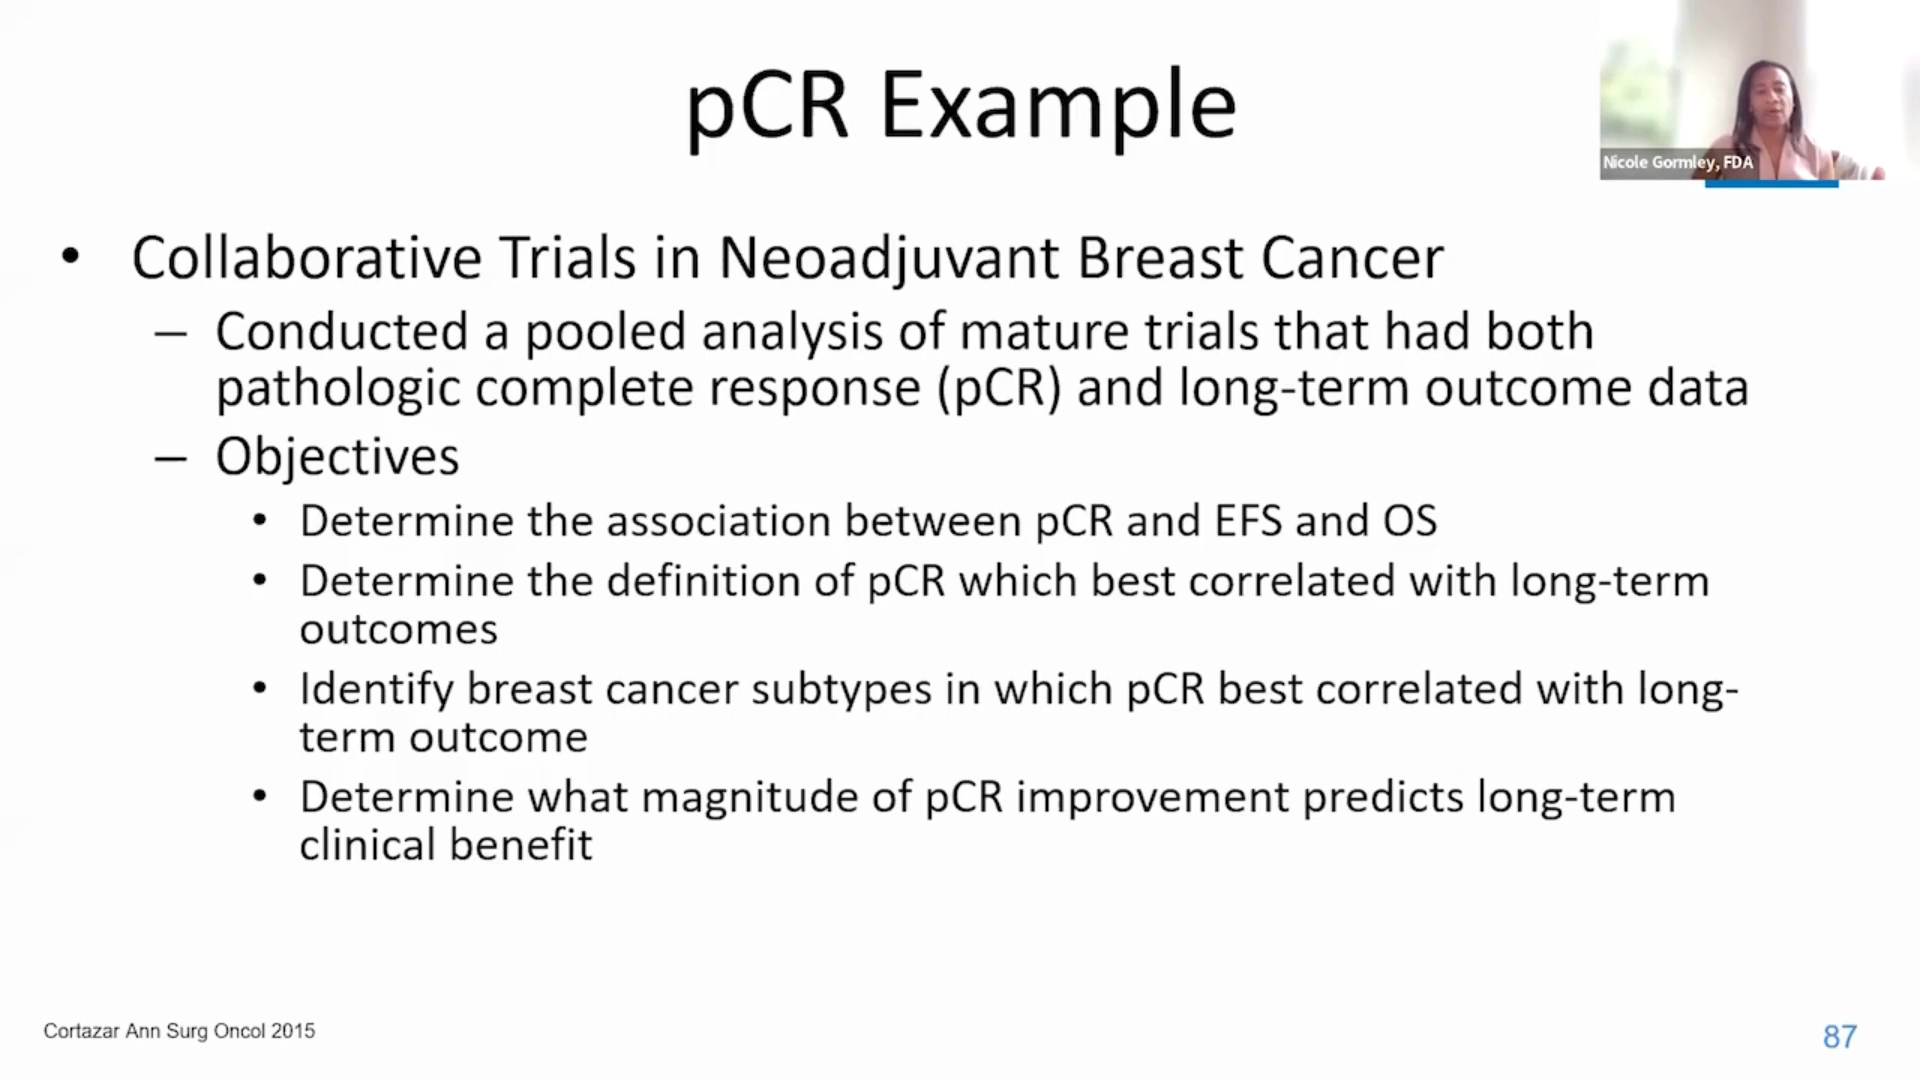 pCR Example
Nicole Gormley, FDA
• Collaborative Trials in Neoadjuvant Breast Cancer
– Conducted a pooled analysis of mature trials that had both
pathologic complete response (pCR) and long-term outcome data
– Objectives
• Determine the association between pCR and EFS and OS
• Determine the definition of pCR which best correlated with long-term
outcomes
• Identify breast cancer subtypes in which pCR best correlated with long-
term outcome
• Determine what magnitude of pCR improvement predicts long-term
clinical benefit
Cortazar Ann Surg Oncol 2015
87